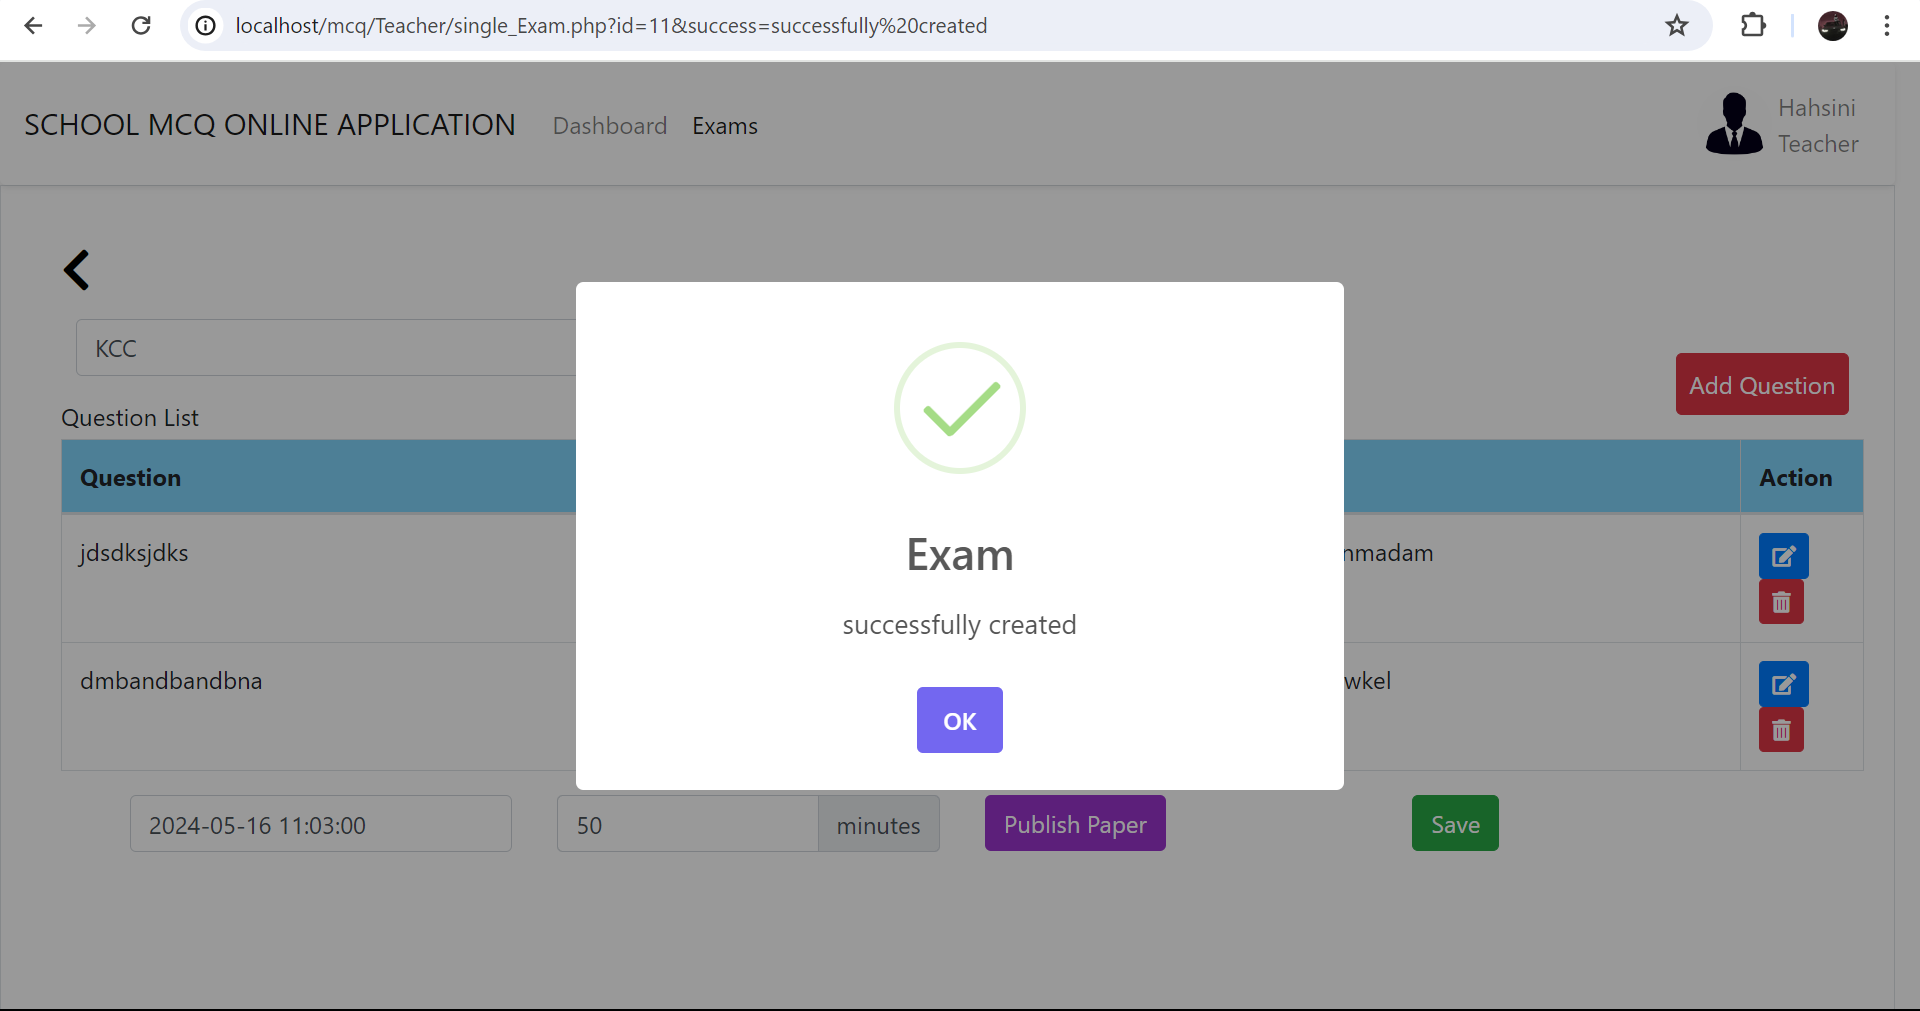 localhost/mcq/Teacher/single_Exam.php?id=11&success=successfully%20created
SCHOOL MCQ ONLINE APPLICATION Dashboard Exams
Hahsini
Teacher
KCC
Add Question
Question List
Question Action
jdsdksjdks nmadam
dmbandbandbna wkel
Exam
successfully created
OK
2024-05-16 11:03:00 50 minutes Publish Paper Save